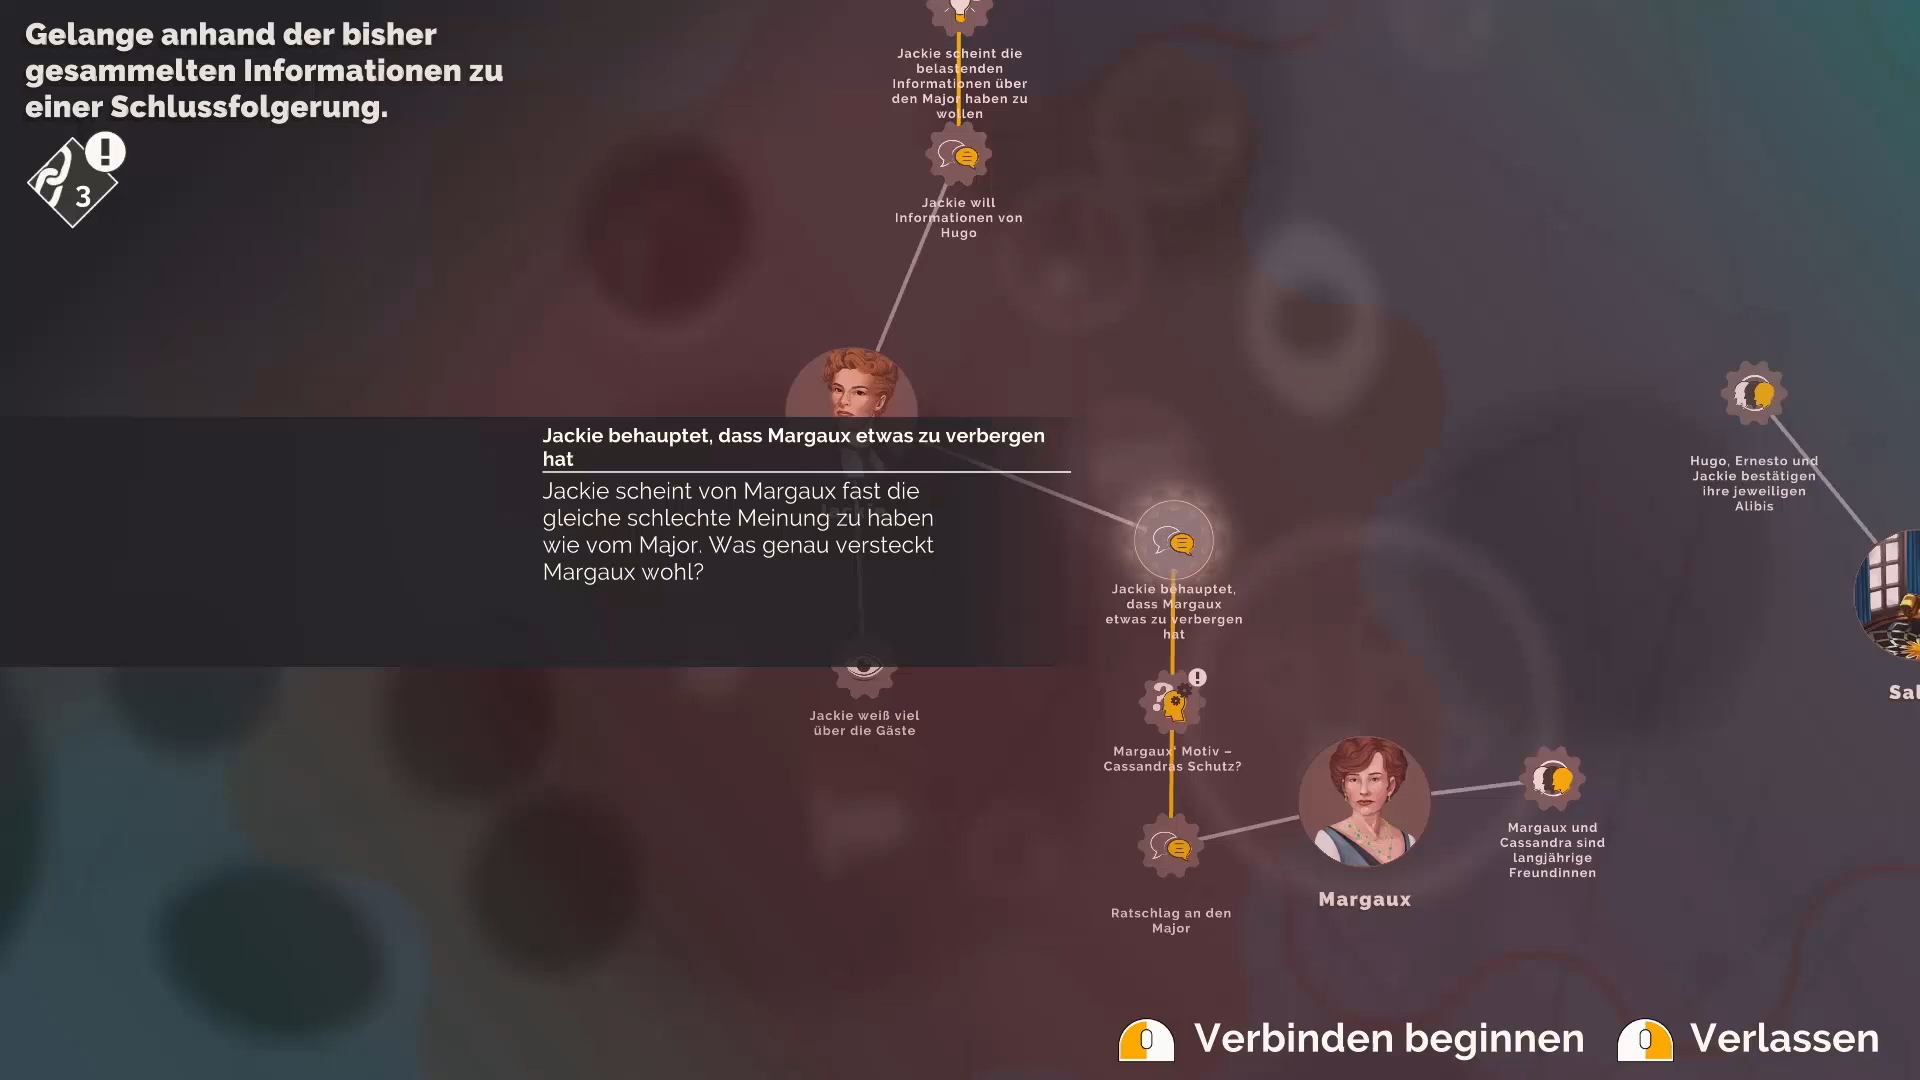 Gelange anhand der bisher
gesammelten Informationen zu
einer Schlussfolgerung.
3
Jackie scheint die
belastenden
Informationen über
den Major haben zu
wollen
Jackie will
Informationen von
Hugo
Jackie behauptet, dass Margaux etwas zu verbergen
hat
Jackie scheint von Margaux fast die
gleiche schlechte Meinung zu haben
wie vom Major. Was genau versteckt
Margaux wohl?
Hugo, Ernesto und
Jackie bestätigen
ihre jeweiligen
Alibis
Jackie behauptet,
dass Margaux
etwas zu verbergen
hat
Sal
Jackie weiß viel
über die Gäste
Margaux' Motiv –
Cassandras Schutz?
Margaux und
Cassandra sind
langjährige
Freundinnen
Margaux
Ratschlag an den
Major
Verbinden beginnen
Verlassen